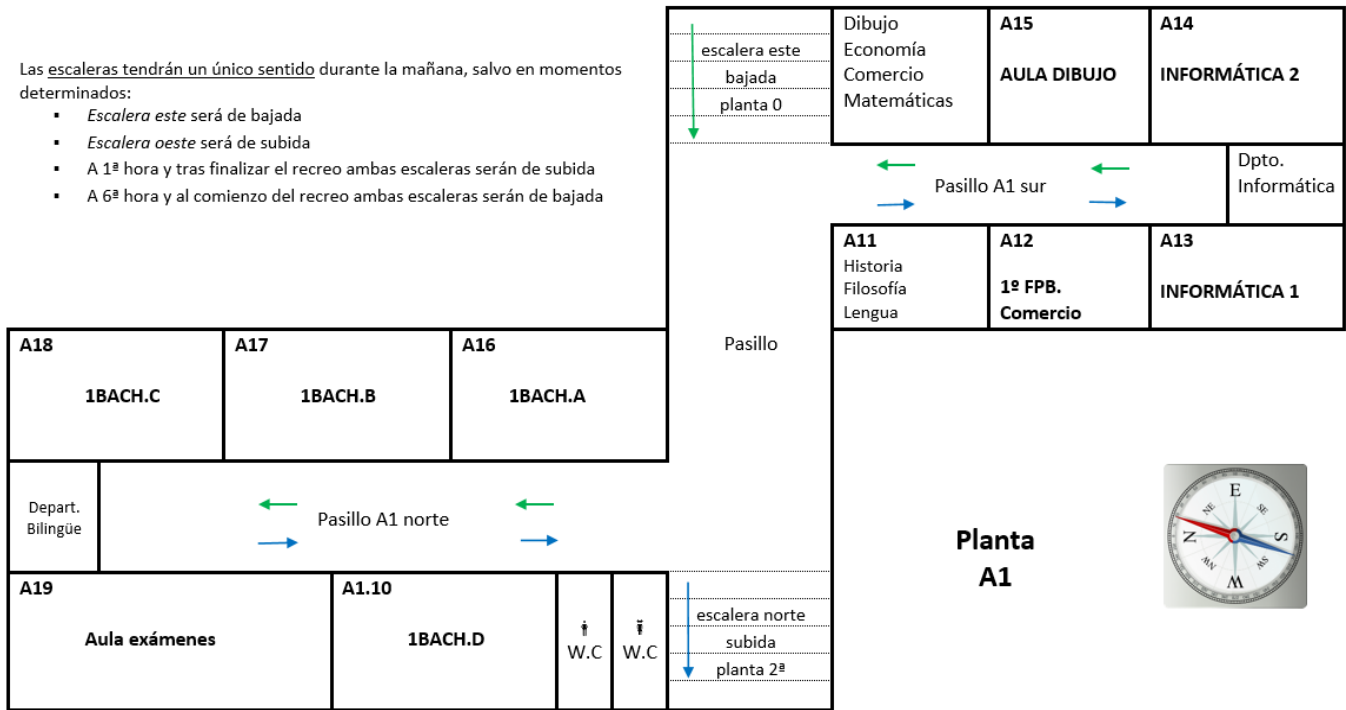 Las escaleras tendrán un único sentido durante la mañana, salvo en momentos
determinados:
▪ Escalera este será de bajada
▪ Escalera oeste será de subida
▪ A 1ª hora y tras finalizar el recreo ambas escaleras serán de subida
▪ A 6ª hora y al comienzo del recreo ambas escaleras serán de bajada
escalera este
bajada
planta 0
Dibujo
Economía
Comercio
Matemáticas
A15
AULA DIBUJO
A14
INFORMÁTICA 2
Pasillo A1 sur
Dpto.
Informática
A11
Historia
Filosofía
Lengua
A12
1º FPB.
Comercio
A13
INFORMÁTICA 1
Pasillo
A18
1BACH.C
A17
1BACH.B
A16
1BACH.A
Depart.
Bilingüe
Pasillo A1 norte
A19
Aula exámenes
A1.10
1BACH.D
W.C
W.C
escalera norte
subida
planta 2ª
Planta
A1
E
NE
SE
N
S
NW
SW
W